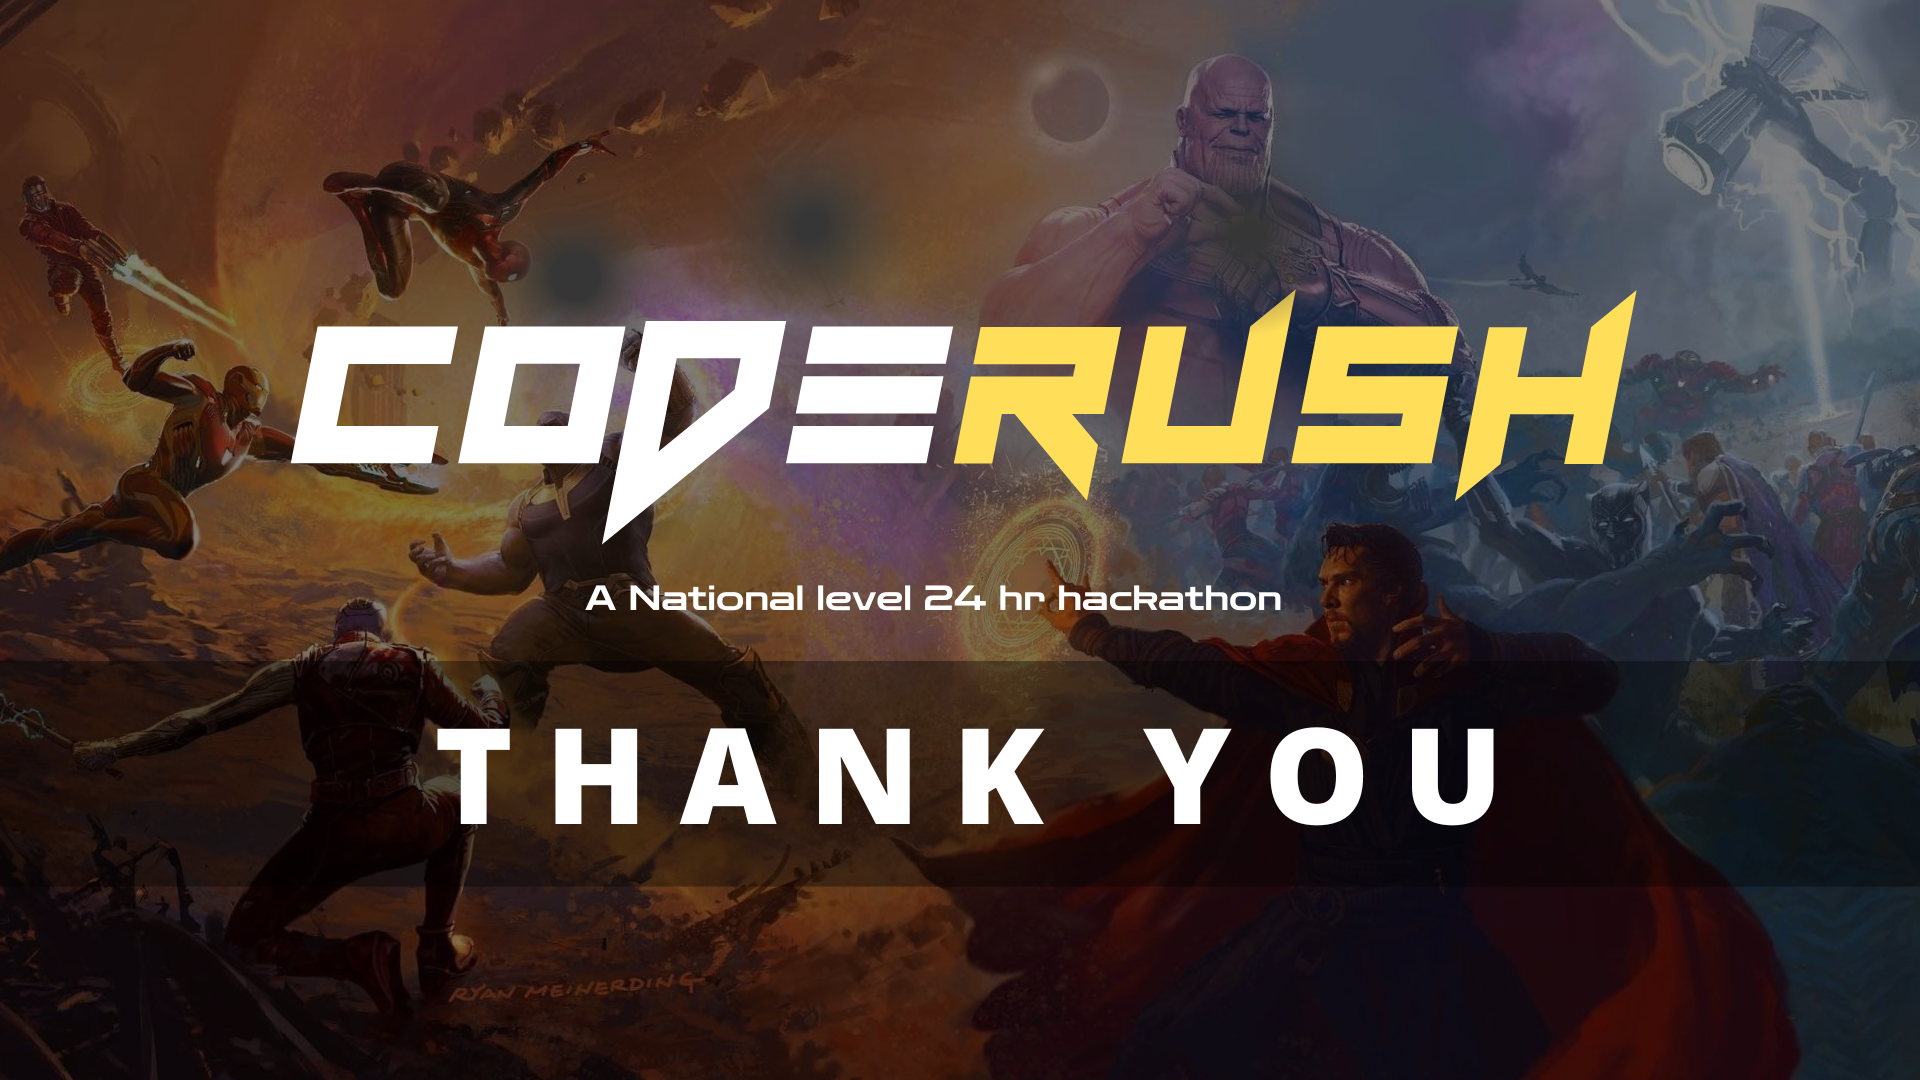 CODERUSH
A National level 24 hr hackathon
THANK YOU
RYAN MEINERDING